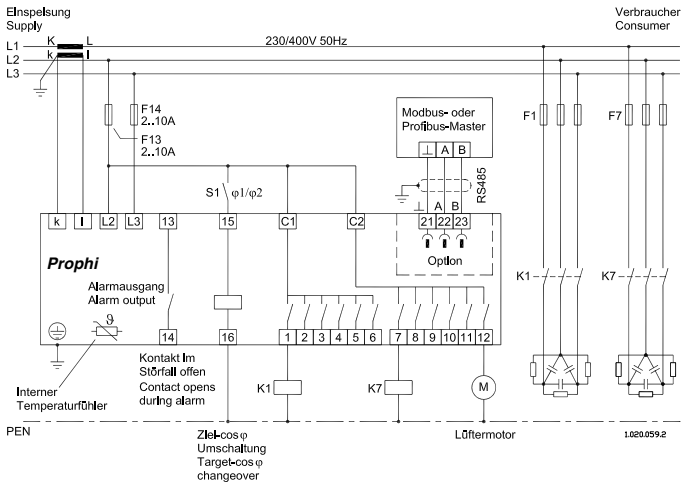 Einspeisung
Supply
Verbraucher
Consumer
K L
230/400V 50Hz
L1
k l
L2
L3
F14
2..10A
F13
2..10A
Modbus- oder
Profibus-Master
⊥ A B
F1
F7
S1 φ1/φ2
RS485
⊥ A B
k l L2 L3 13 15 C1 C2 21 22 23
Option
Prophi
Alarmausgang
Alarm output
K1
K7
ϑ
14 16 1 2 3 4 5 6 7 8 9 10 11 12
Kontakt im
Störfall offen
Contact opens
during alarm
K1
K7
M
Interner
Temperaturfühler
PEN
Ziel-cos φ
Umschaltung
Target-cos φ
changeover
Lüftermotor
1.020.059.2